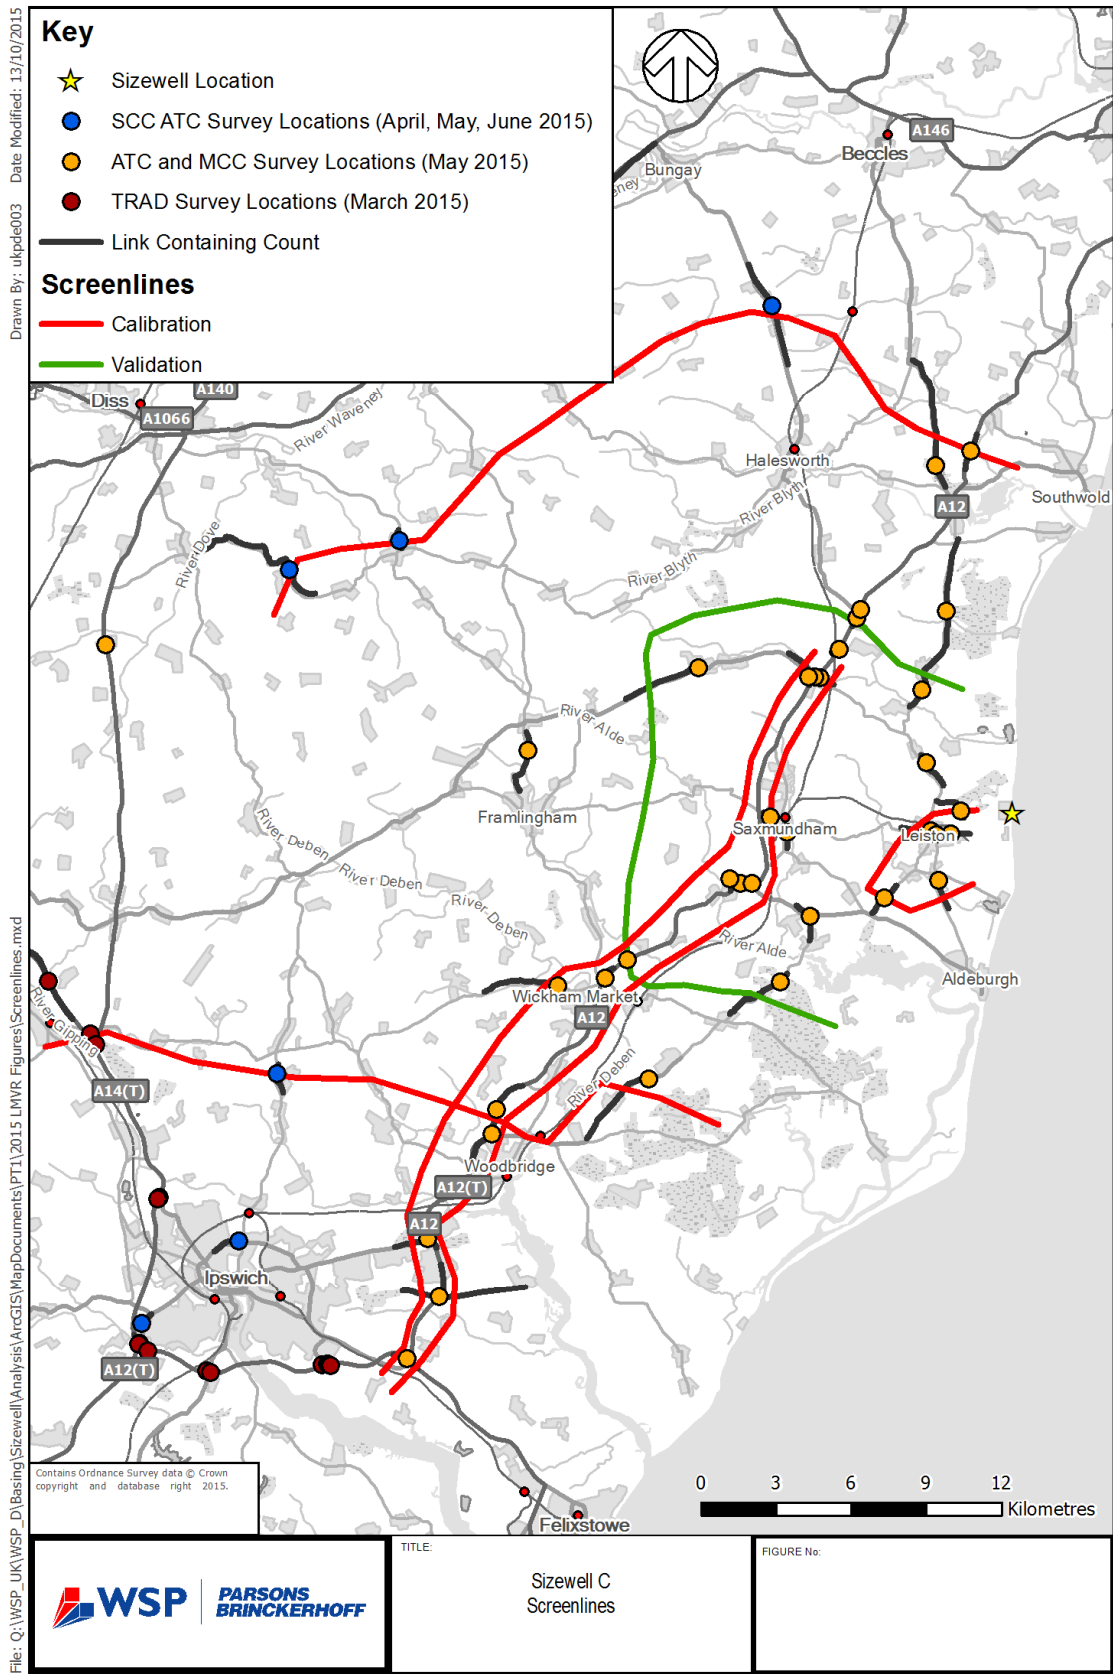 Key
Sizewell Location
SCC ATC Survey Locations (April, May, June 2015)
ATC and MCC Survey Locations (May 2015)
TRAD Survey Locations (March 2015)
Link Containing Count
Screenlines
Calibration
Validation
File: Q:\WSP_UK\WSP_D\Basing\Sizewell\Analysis\ArcGIS\MapDocuments\PT1\2015 LMVR Figures\Screenlines.mxd
Drawn By: ukpde003
Date Modified: 13/10/2015
A146
Beccles
Bungay
ney
A140
Diss
A1066
River Waveney
Halesworth
Southwold
A12
River Blyth
River Dove
River Blyth
River Alde
Framlingham
Saxmundham
Leiston
River Deben
River Deben
River Deben
River Alde
Aldeburgh
Wickham Market
A12
River Gipping
A14(T)
River Deben
Woodbridge
A12(T)
A12
Ipswich
A12(T)
Felixstowe
Contains Ordnance Survey data © Crown
copyright and database right 2015.
0 3 6 9 12
Kilometres
WSP
PARSONS
BRINCKERHOFF
TITLE:
Sizewell C
Screenlines
FIGURE No: